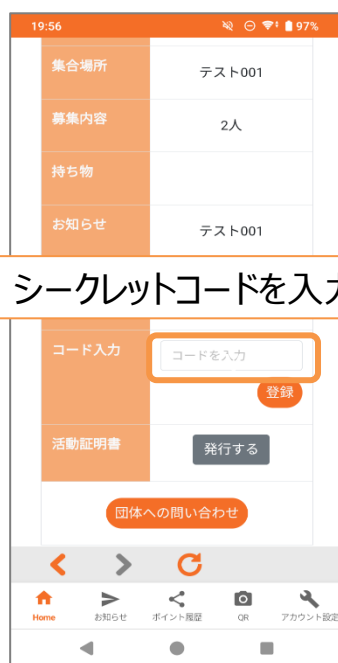 19:56
97%
集合場所 テスト001
募集内容 2人
持ち物
お知らせ テスト001
シークレットコードを入
コード入力 コードを入力
登録
活動証明書 発行する
団体への問い合わせ
Home お知らせ ポイント履歴 QR アカウント設定